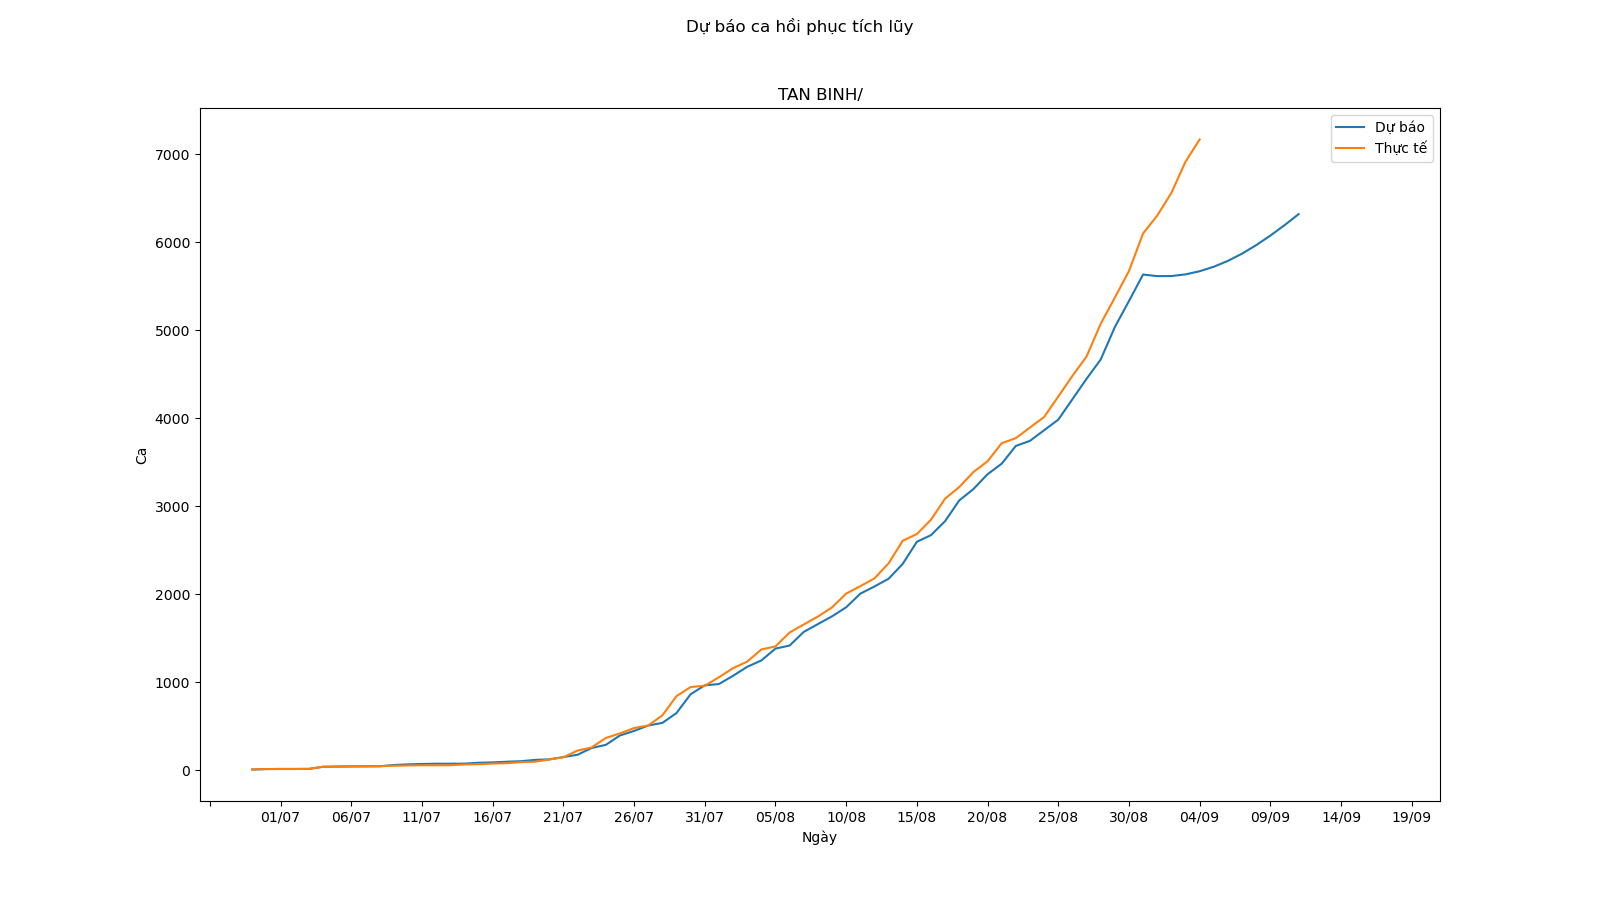 Dự báo ca hồi phục tích lũy
TAN BINH/
Dự báo
Thực tế
7000
6000
5000
4000
3000
2000
1000
0
Ca
01/07 06/07 11/07 16/07 21/07 26/07 31/07 05/08 10/08 15/08 20/08 25/08 30/08 04/09 09/09 14/09 19/09
Ngày